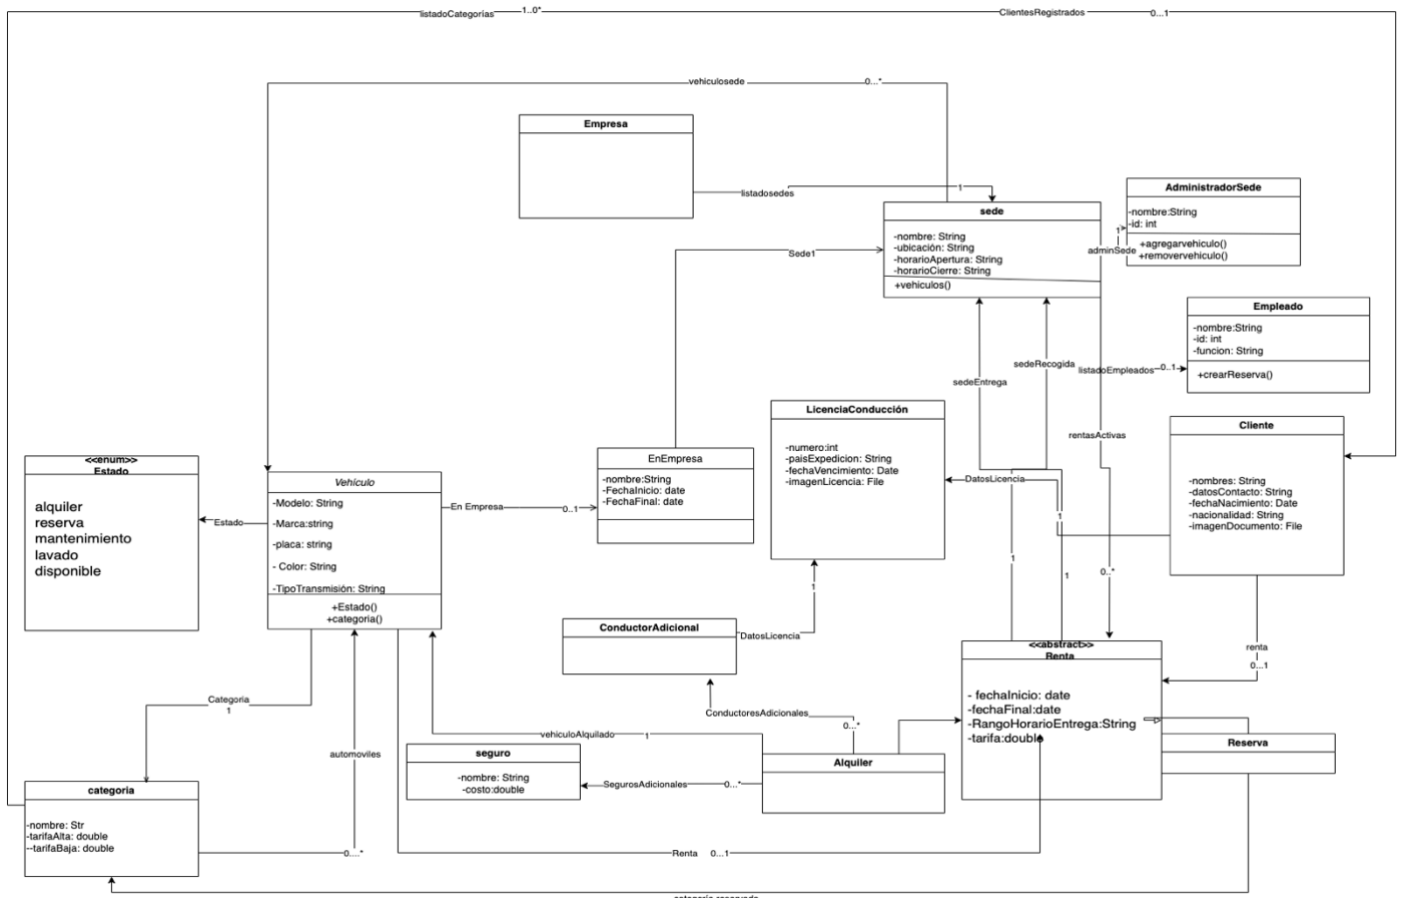 listadoCategorías
1..0*
ClientesRegistrados
0...1
vehiculosede
0...*
Empresa
listadosedes
1
sede
-nombre: String
-ubicación: String
-horarioApertura: String
-horarioCierre: String
+vehiculos()
AdministradorSede
-nombre:String
-id: int
+agregarvehiculo()
+removervehiculo()
1
adminSede
Sede1
Empleado
-nombre:String
-id: int
-funcion: String
+crearReserva()
listadoEmpleados
0..1
sedeRecogida
sedeEntrega
LicenciaConducción
-numero:int
-paisExpedicion: String
-fechaVencimiento: Date
-imagenLicencia: File
rentasActivas
Cliente
-nombres: String
-datosContacto: String
-fechaNacimiento: Date
-nacionalidad: String
-imagenDocumento: File
<<enum>>
Estado
alquiler
reserva
mantenimiento
lavado
disponible
Estado
Vehículo
-Modelo: String
-Marca:string
-placa: string
- Color: String
-TipoTransmisión: String
+Estado()
+categoria()
En Empresa
0..1
EnEmpresa
-nombre:String
-FechaInicio: date
-FechaFinal: date
DatosLicencia
1
1
1
0..*
1
ConductorAdicional
DatosLicencia
<<abstract>>
Renta
- fechaInicio: date
-fechaFinal:date
-RangoHorarioEntrega:String
-tarifa:double
renta
0...1
Categoria
1
ConductoresAdicionales
0...*
vehiculoAlquilado
1
automoviles
seguro
-nombre: String
-costo:double
SegurosAdicionales
0...*
Alquiler
Reserva
categoria
-nombre: Str
-tarifaAlta: double
--tarifaBaja: double
0....*
Renta
0...1
categoria reservada